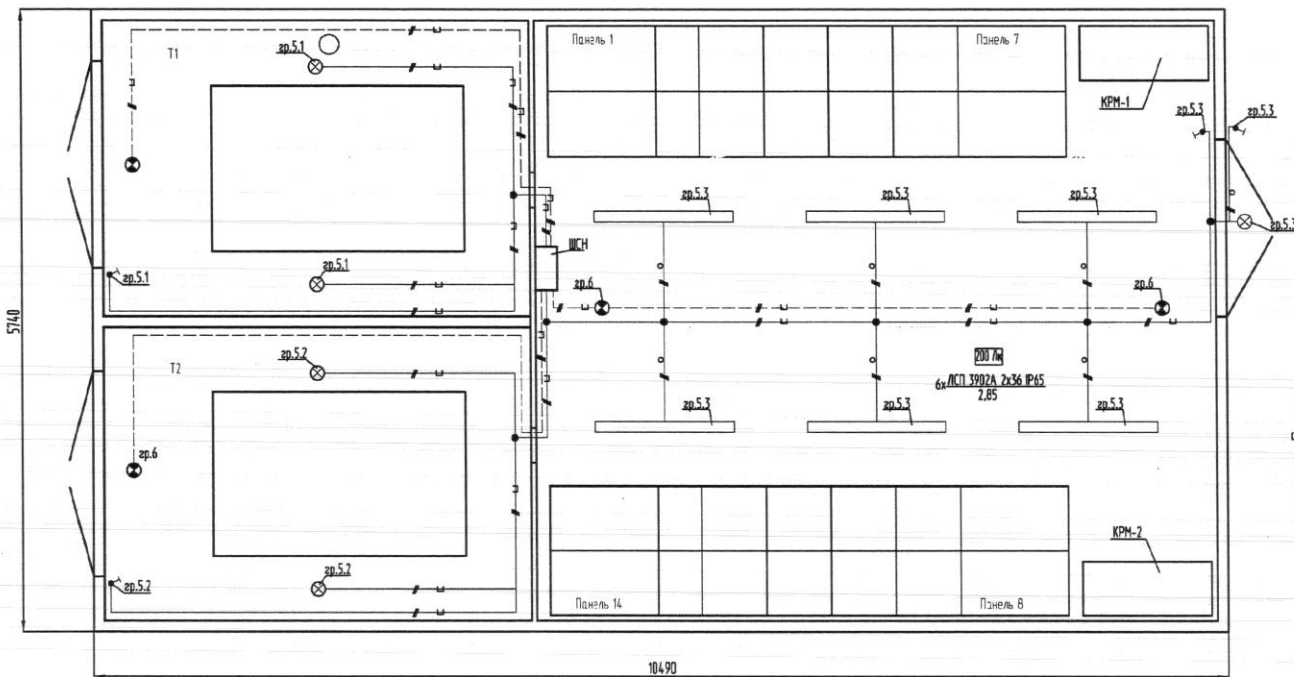 Т1
гр.5.1
Панель 1
Панель 7
КРМ-1
гр.5.3
гр.5.3
гр.5.3
гр.5.3
гр.5.3
гр.5.3
ШСН
гр.5.1
гр.5.1
гр.6
гр.6
5740
Т2
гр.5.2
200 Лк
6х ЛСП 3902А 2х36 IP65
2,85
гр.5.3
гр.5.3
гр.5.3
гр.6
КРМ-2
гр.5.2
гр.5.2
Панель 14
Панель 8
10490